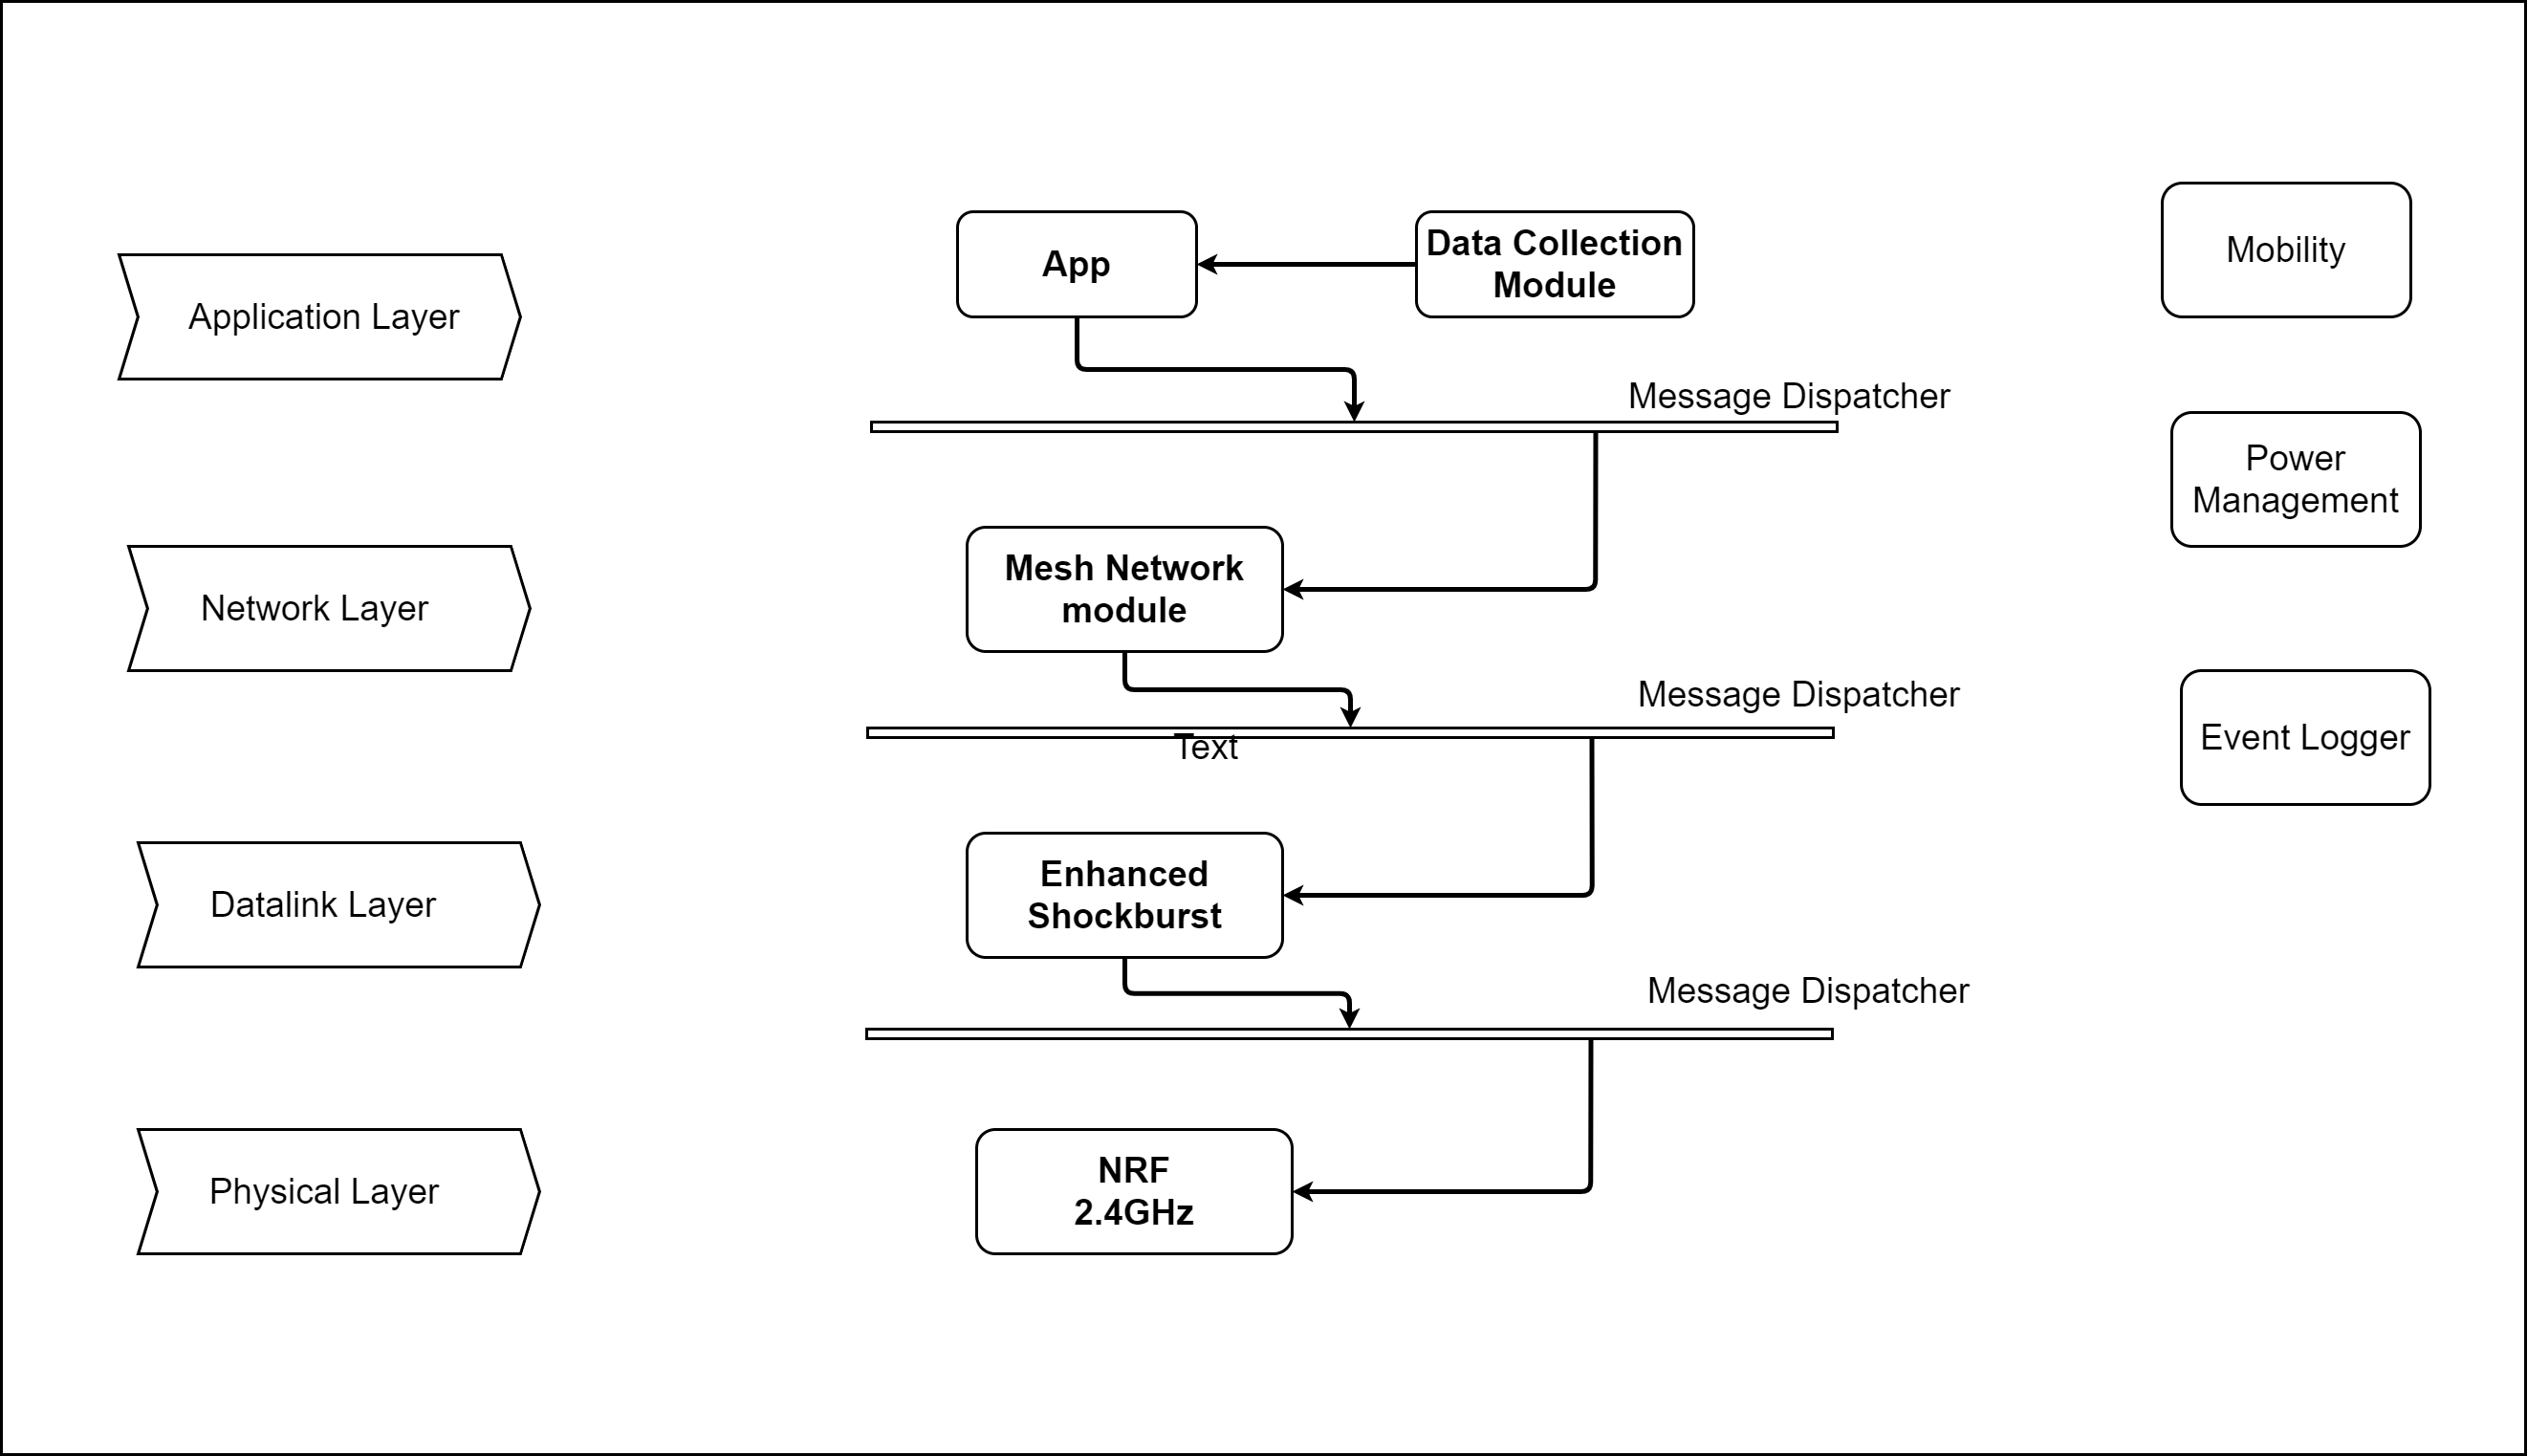 Application Layer
App
Data Collection
Module
Mobility
Message Dispatcher
Power
Management
Network Layer
Mesh Network
module
Message Dispatcher
Text
Event Logger
Datalink Layer
Enhanced
Shockburst
Message Dispatcher
Physical Layer
NRF
2.4GHz